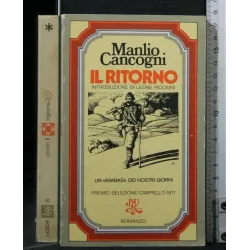 Manlio
Cancogni
IL RITORNO
INTRODUZIONE DI LEONE PICCIONI
UN «ANABASI» DEI NOSTRI GIORNI
PREMIO SELEZIONE CAMPIELLO 1971
BUR
ROMANZO